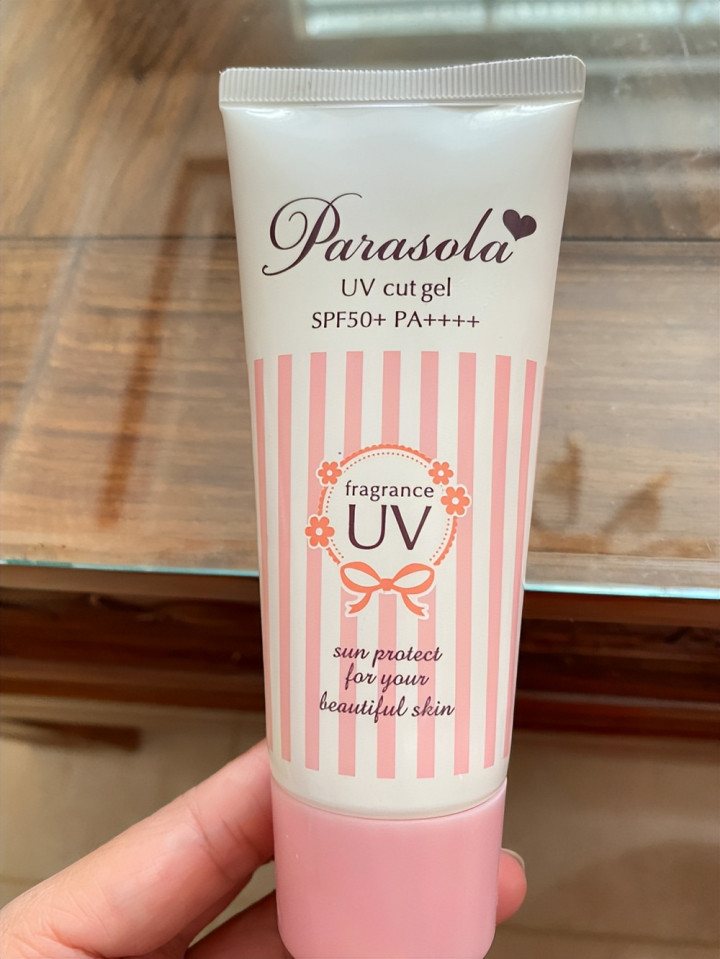 Parasola
UV cut gel
SPF50+ PA++++
fragrance
UV
sun protect
for your
beautiful skin